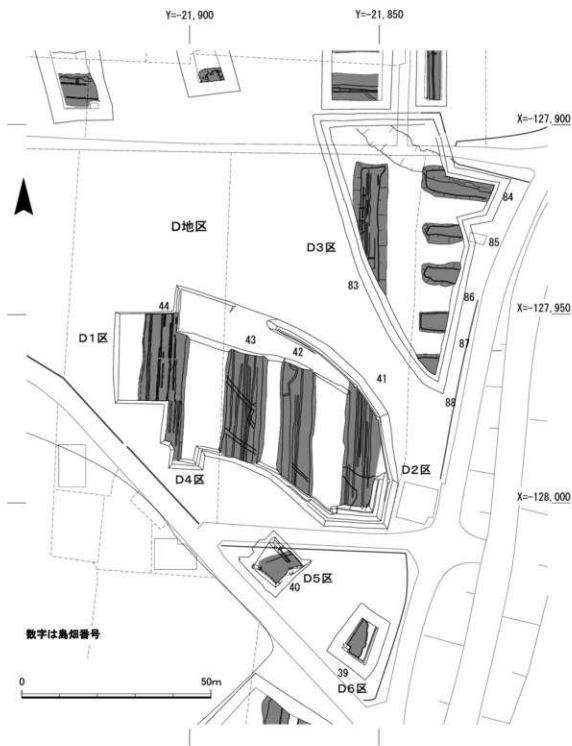 Y=-21,900
Y=-21,850
X=-127,900
84
D地区
D3区
85
83
86
44
X=-127,950
D1区
43
42
87
41
88
D2区
D4区
X=-128,000
D5区
40
数字は島畑番号
39
D6区
0
50m